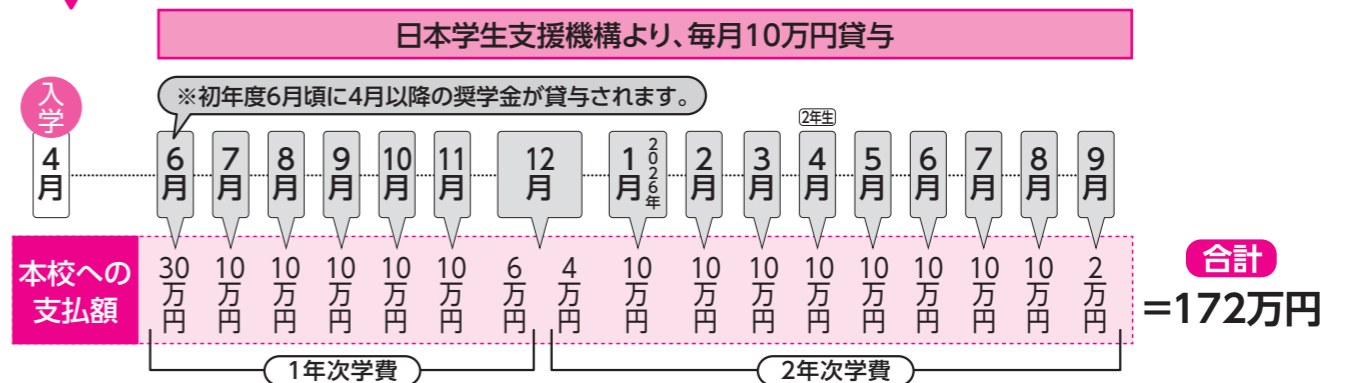 日本学生支援機構より、毎月10万円貸与
※初年度6月頃に4月以降の奨学金が貸与されます。
入学
4月
6月
7月
8月
9月
10月
11月
12月
1月
2026年
2月
3月
2年生
4月
5月
6月
7月
8月
9月
本校への
支払額
30万円
10万円
10万円
10万円
10万円
10万円
6万円
4万円
10万円
10万円
10万円
10万円
10万円
10万円
10万円
10万円
2万円
合計
=172万円
1年次学費
2年次学費